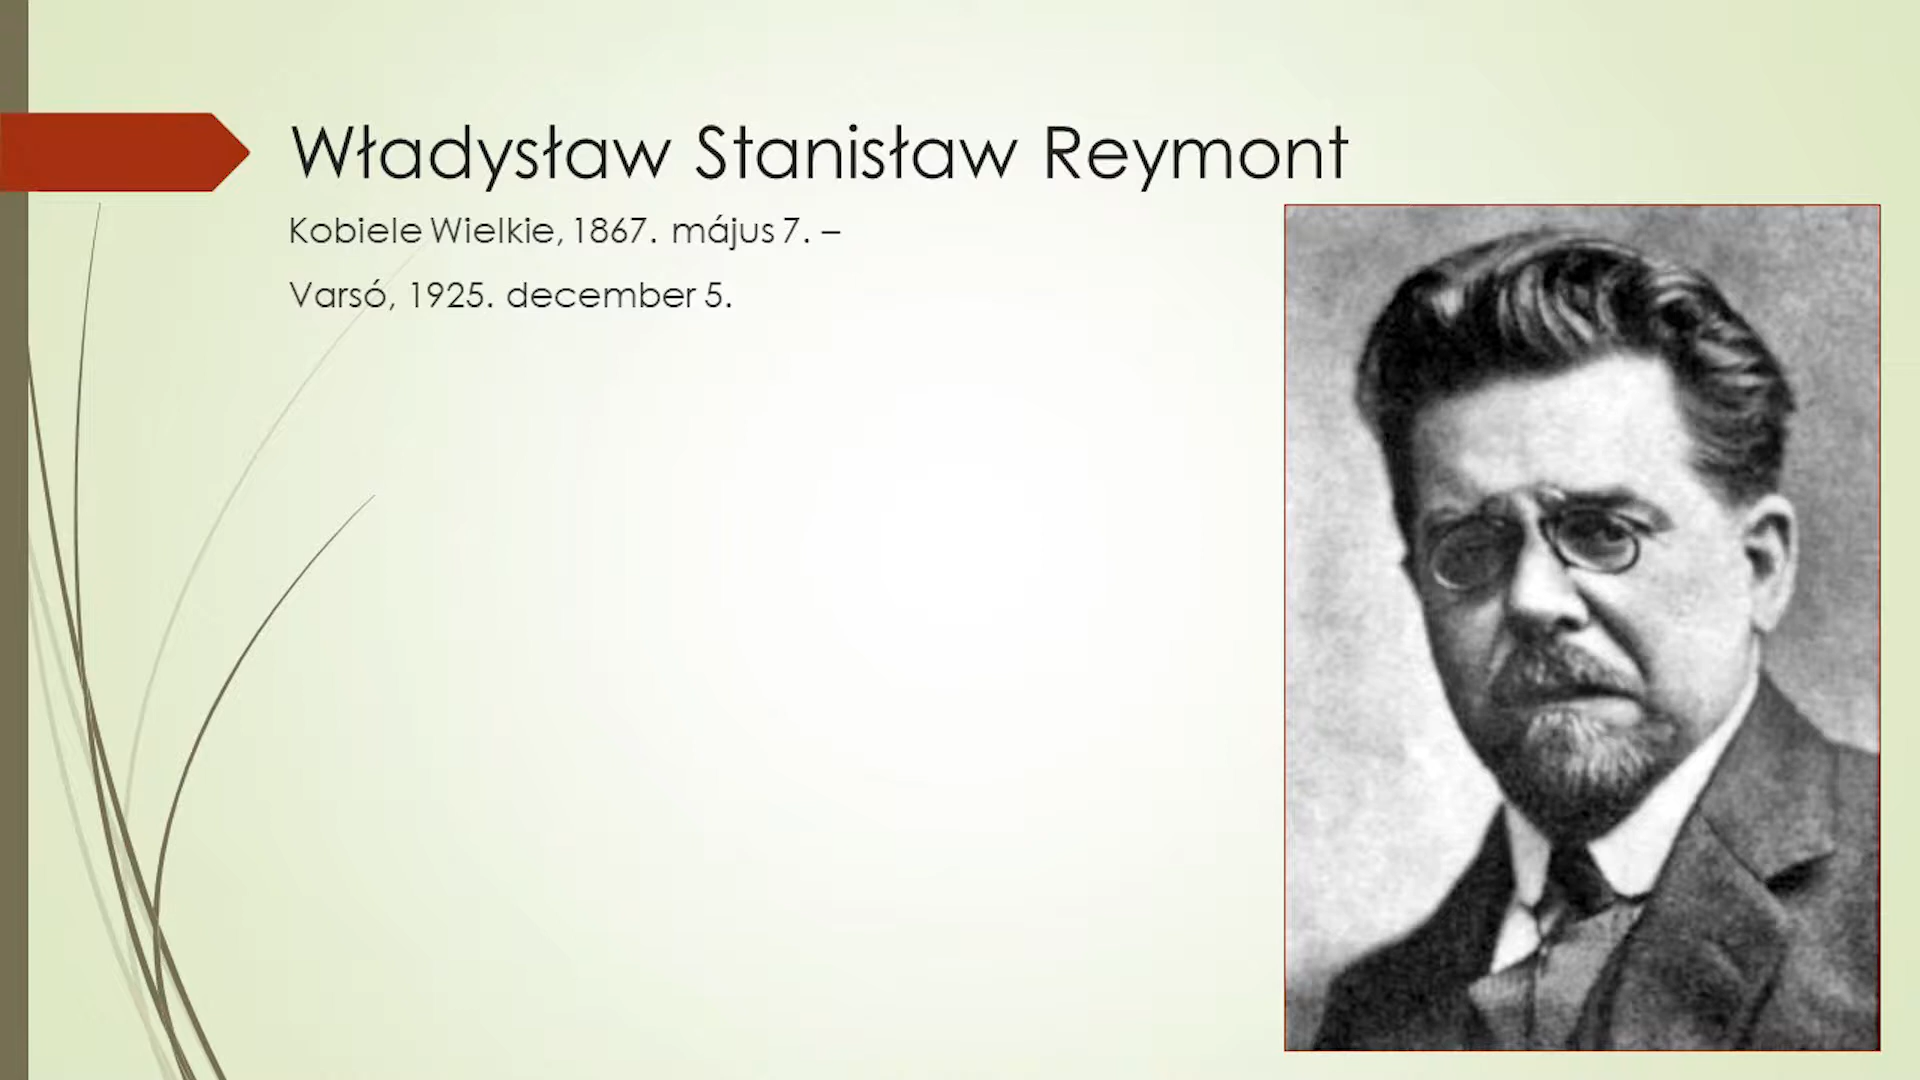 Władysław Stanisław Reymont
Kobiele Wielkie, 1867. május 7. –
Varsó, 1925. december 5.